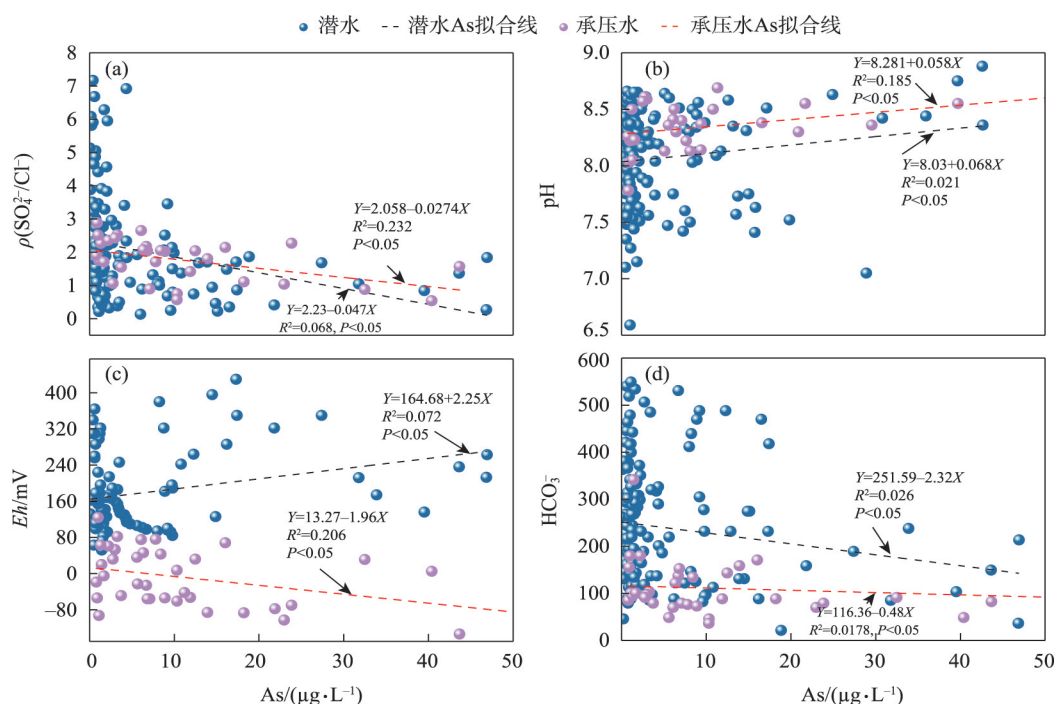 潜水 潜水As拟合线 承压水 承压水As拟合线
(a)
8
7
6
5
4
3
2
1
0
ρ(SO₄²⁻/Cl⁻)
Y=2.058–0.0274X
R²=0.232
P<0.05
Y=2.23–0.047X
R²=0.068, P<0.05
(b)
9.0
8.5
8.0
7.5
7.0
6.5
pH
Y=8.281+0.058X
R²=0.185
P<0.05
Y=8.03+0.068X
R²=0.021
P<0.05
(c)
400
320
240
160
80
0
–80
Eh/mV
Y=164.68+2.25X
R²=0.072
P<0.05
Y=13.27–1.96X
R²=0.206
P<0.05
0 10 20 30 40 50
As/(μg·L⁻¹)
(d)
600
500
400
300
200
100
0
HCO₃⁻
Y=251.59–2.32X
R²=0.026
P<0.05
Y=116.36–0.48X
R²=0.0178, P<0.05
0 10 20 30 40 50
As/(μg·L⁻¹)